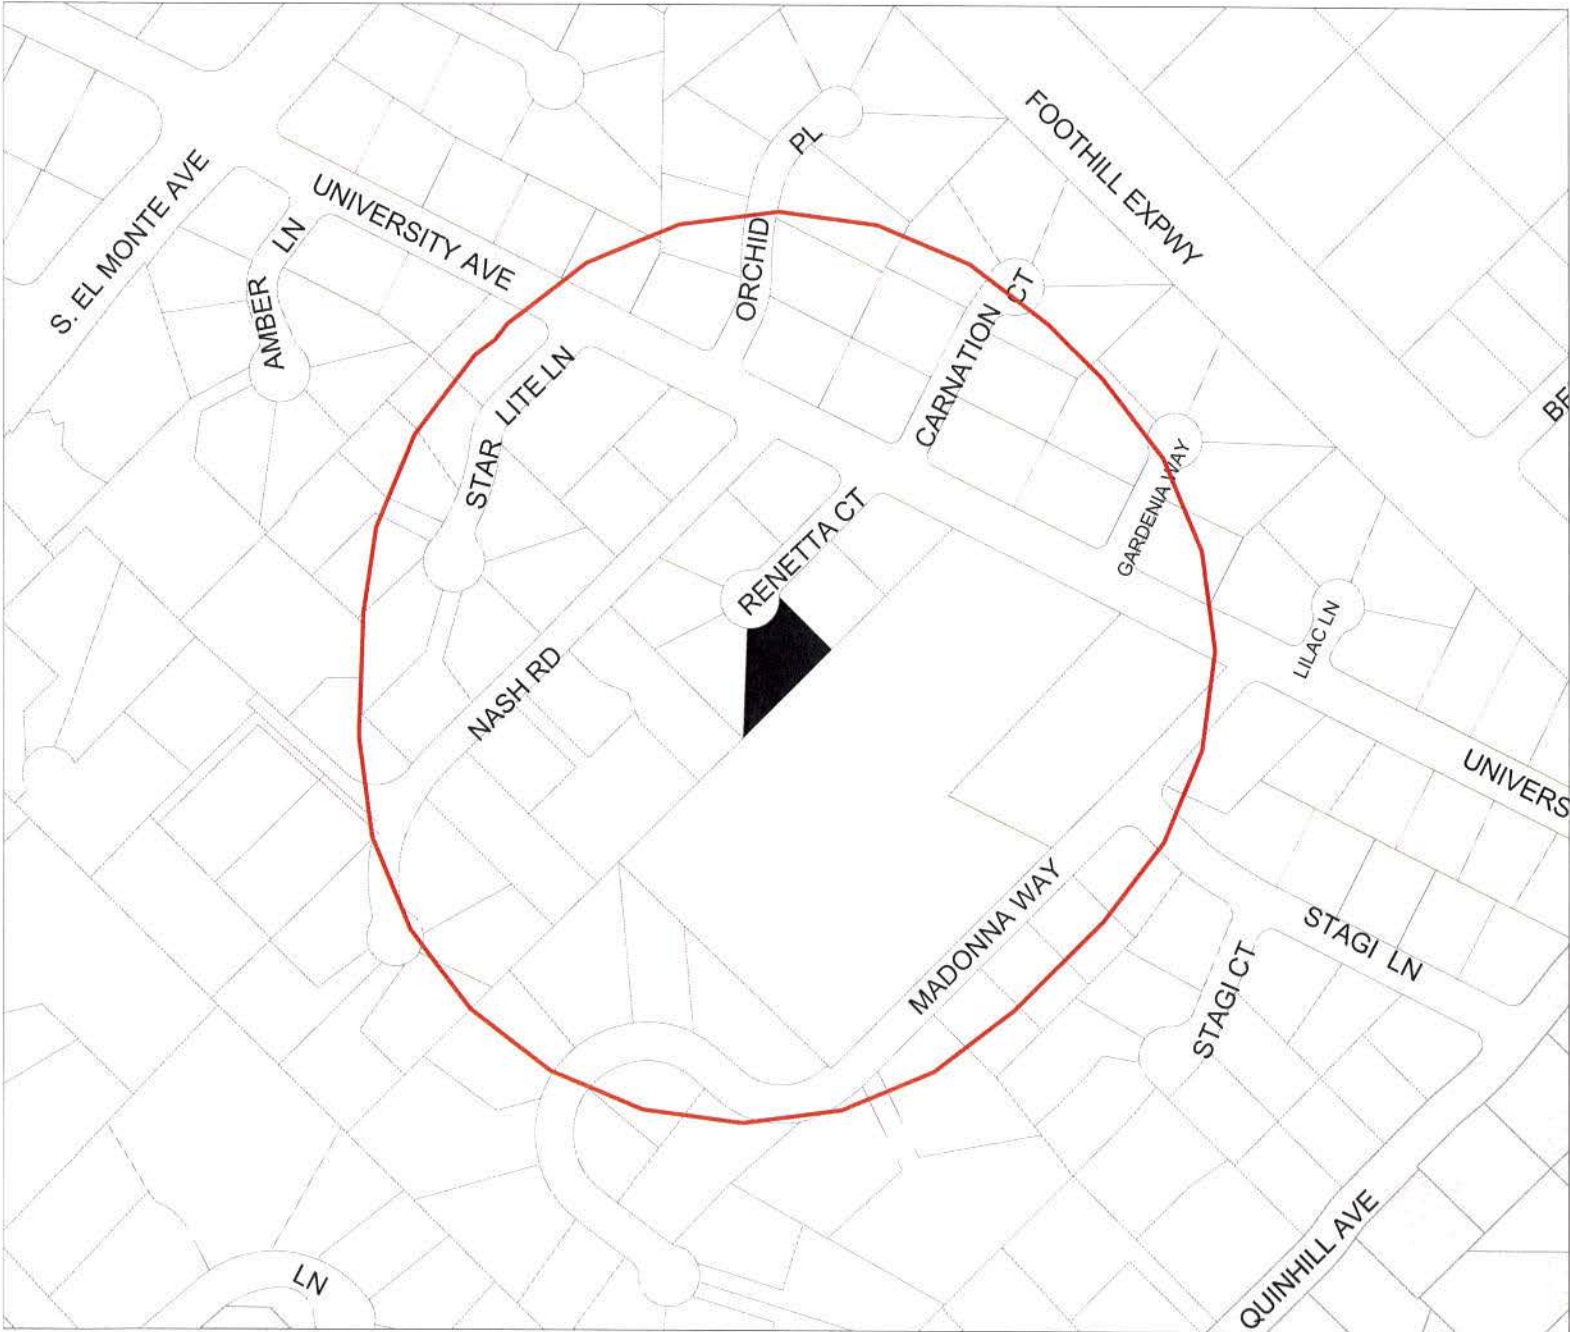 FOOTHILL EXPWY
PL
S. EL MONTE AVE
UNIVERSITY AVE
AMBER LN
ORCHID
CARNATION CT
STAR LITE LN
BE
GARDENIA WAY
RENETTA CT
LILAC LN
NASH RD
UNIVERS
MADONNA WAY
STAGI LN
STAGI CT
QUINHILL AVE
LN